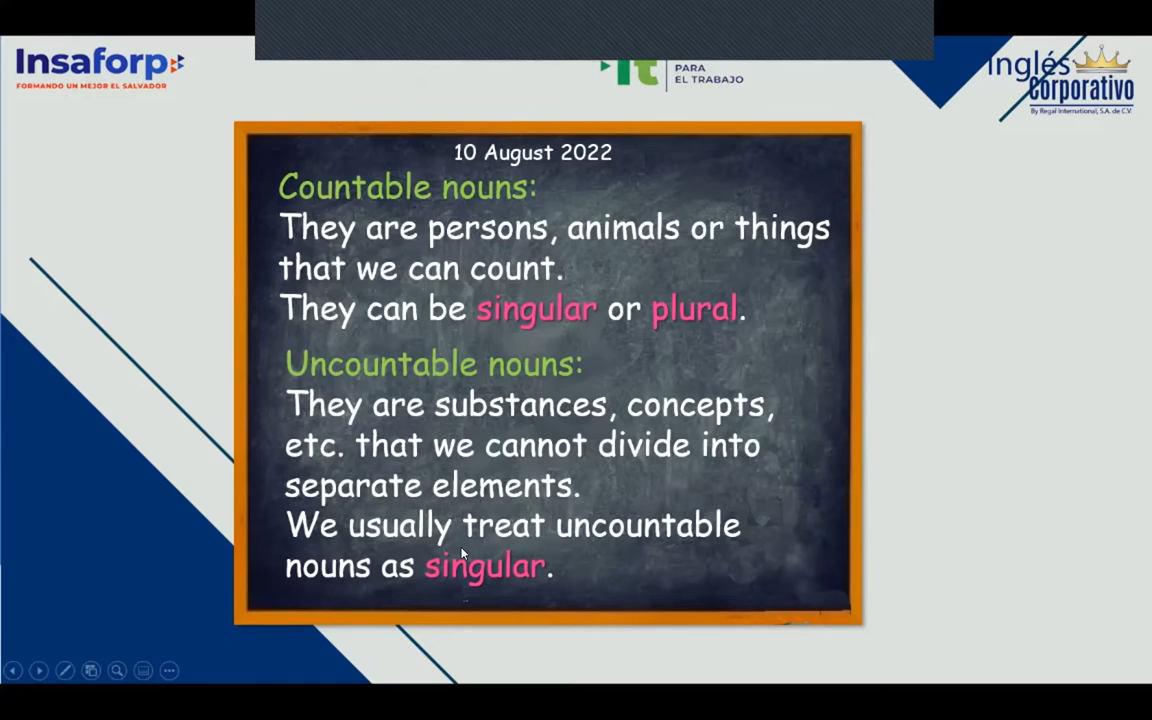 Insaforp
FORMANDO UN MEJOR EL SALVADOR
PARA
EL TRABAJO
Inglés
Corporativo
By Regal International, S.A. de C.V.
10 August 2022
Countable nouns:
They are persons, animals or things
that we can count.
They can be singular or plural.
Uncountable nouns:
They are substances, concepts,
etc. that we cannot divide into
separate elements.
We usually treat uncountable
nouns as singular.